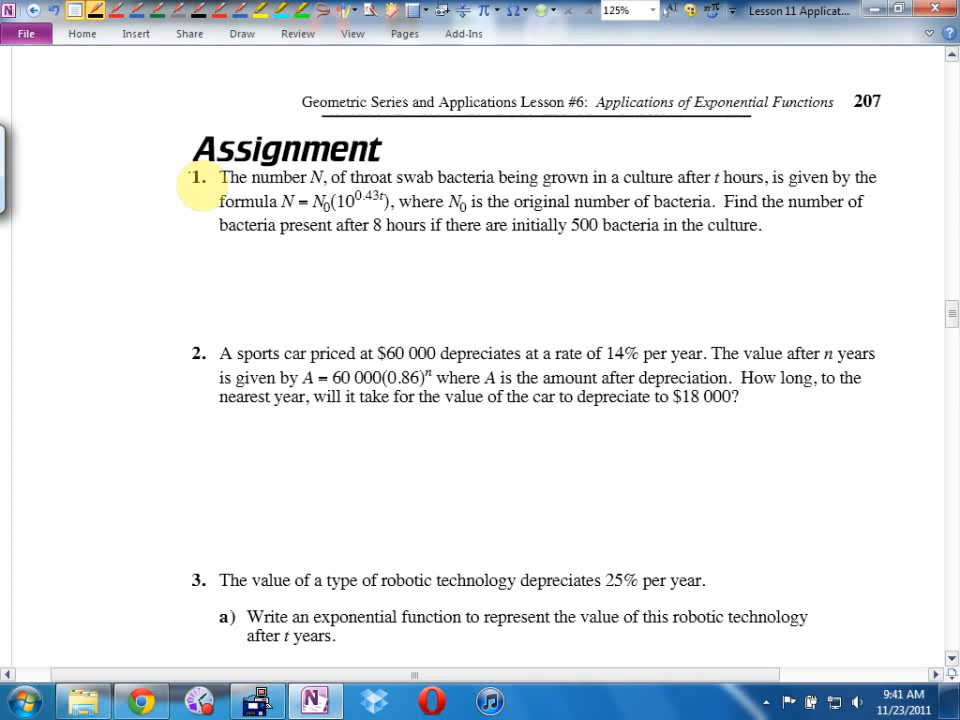 125%
Lesson 11 Applicat...
File Home Insert Share Draw Review View Pages Add-Ins
Geometric Series and Applications Lesson #6: Applications of Exponential Functions 207
Assignment
1. The number N, of throat swab bacteria being grown in a culture after t hours, is given by the
formula N = N₀(10^0.43t), where N₀ is the original number of bacteria. Find the number of
bacteria present after 8 hours if there are initially 500 bacteria in the culture.
2. A sports car priced at $60 000 depreciates at a rate of 14% per year. The value after n years
is given by A = 60 000(0.86)ⁿ where A is the amount after depreciation. How long, to the
nearest year, will it take for the value of the car to depreciate to $18 000?
3. The value of a type of robotic technology depreciates 25% per year.
a) Write an exponential function to represent the value of this robotic technology
after t years.
9:41 AM
11/23/2011